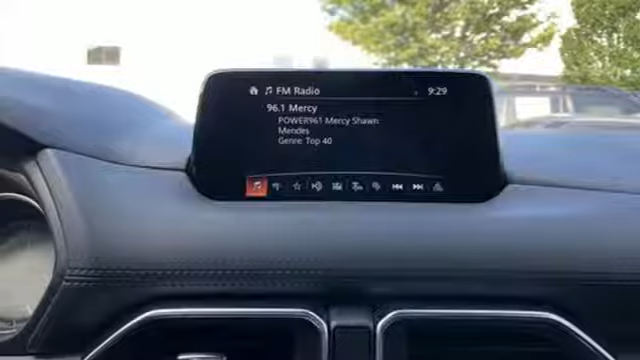 FM Radio 9:29
96.1 Mercy
POWER961 Mercy Shawn
Mendes
Genre: Top 40